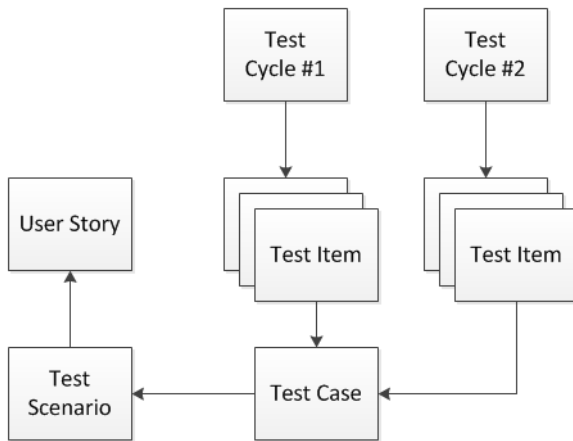 Test
Cycle #1
Test
Cycle #2
User Story
Test Item
Test Item
Test
Scenario
Test Case